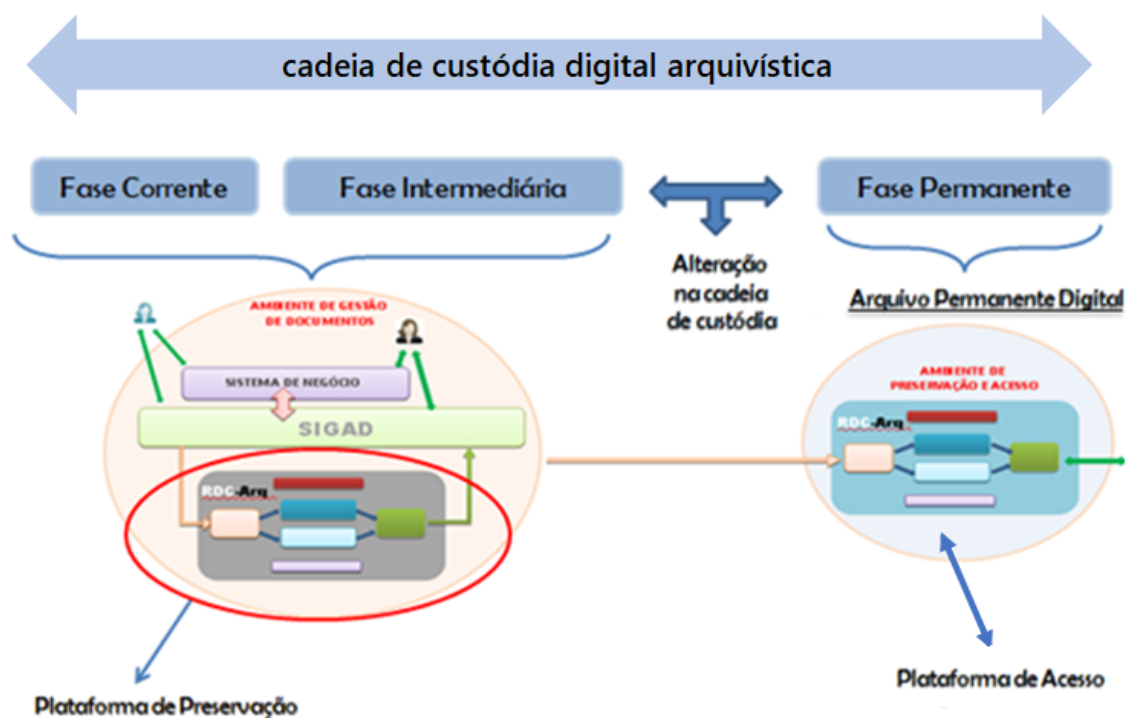 cadeia de custódia digital arquivística
Fase Corrente
Fase Intermediária
Fase Permanente
Alteração
na cadeia
de custódia
Arquivo Permanente Digital
AMBIENTE DE GESTÃO
DE DOCUMENTOS
SISTEMA DE NEGÓCIO
SIGAD
RDC-Arq
AMBIENTE DE
PRESERVAÇÃO E ACESSO
RDC-Arq
Plataforma de Preservação
Plataforma de Acesso